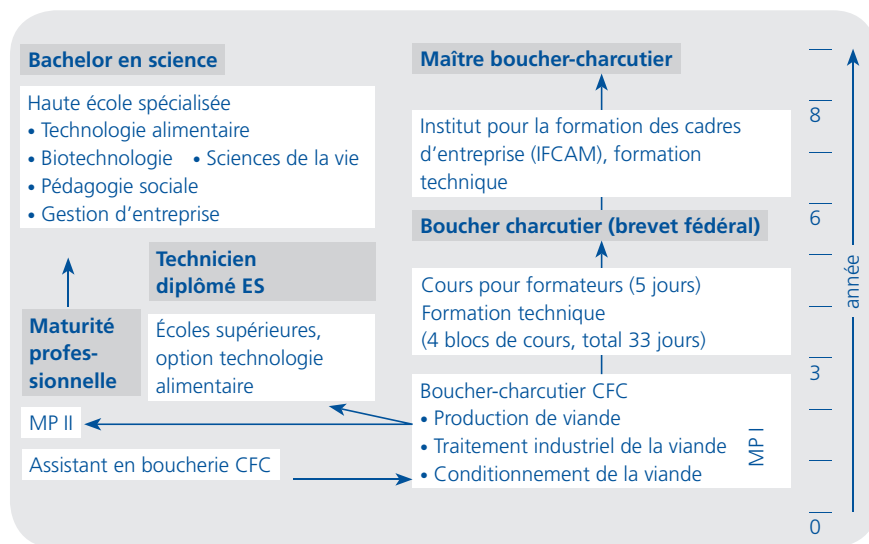 Bachelor en science
Haute école spécialisée
• Technologie alimentaire
• Biotechnologie • Sciences de la vie
• Pédagogie sociale
• Gestion d'entreprise
Technicien
diplômé ES
Maturité
profes-
sionnelle
Écoles supérieures,
option technologie
alimentaire
MP II
Assistant en boucherie CFC
Maître boucher-charcutier
Institut pour la formation des cadres
d'entreprise (IFCAM), formation
technique
Boucher charcutier (brevet fédéral)
Cours pour formateurs (5 jours)
Formation technique
(4 blocs de cours, total 33 jours)
Boucher-charcutier CFC
• Production de viande
• Traitement industriel de la viande
• Conditionnement de la viande
MP I
8
6
3
0
année